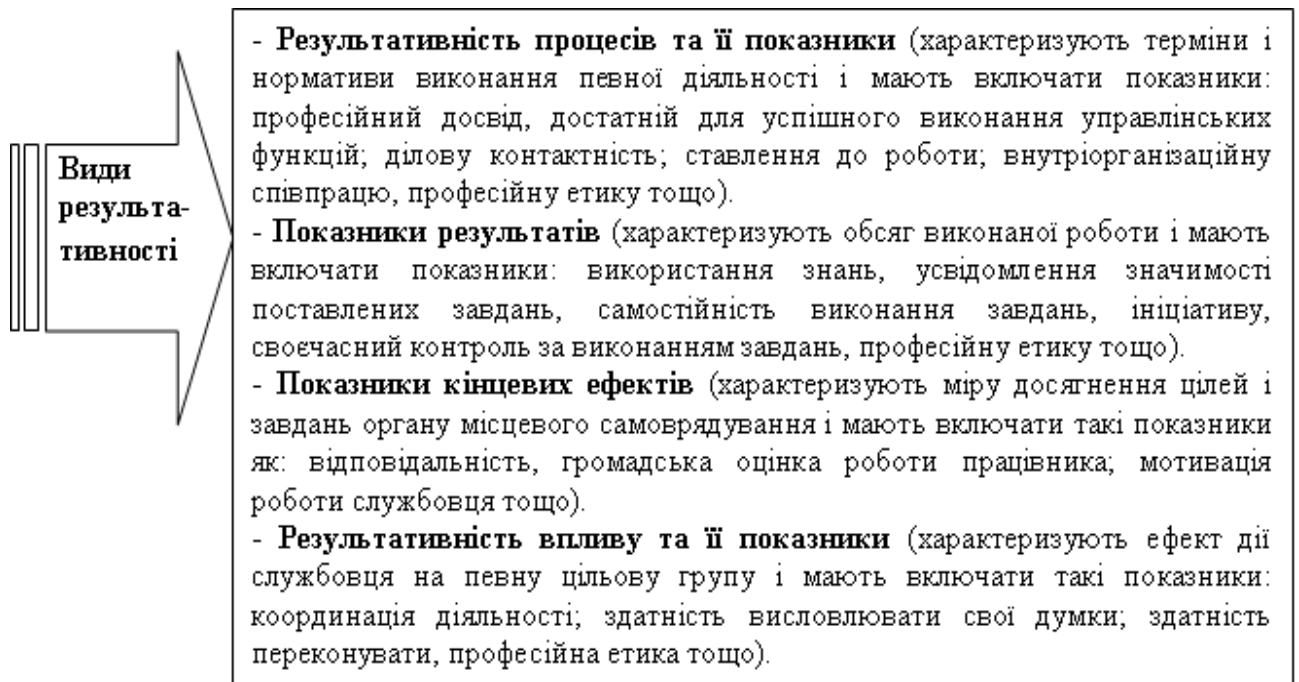 Види
результа-
тивності
- Результативність процесів та її показники (характеризують терміни і
нормативи виконання певної діяльності і мають включати показники:
професійний досвід, достатній для успішного виконання управлінських
функцій; ділову контактність; ставлення до роботи; внутріорганізаційну
співпрацю, професійну етику тощо).
- Показники результатів (характеризують обсяг виконаної роботи і мають
включати показники: використання знань, усвідомлення значимості
поставлених завдань, самостійність виконання завдань, ініціативу,
своєчасний контроль за виконанням завдань, професійну етику тощо).
- Показники кінцевих ефектів (характеризують міру досягнення цілей і
завдань органу місцевого самоврядування і мають включати такі показники
як: відповідальність, громадська оцінка роботи працівника; мотивація
роботи службовця тощо).
- Результативність впливу та її показники (характеризують ефект дії
службовця на певну цільову групу і мають включати такі показники:
координація діяльності; здатність висловлювати свої думки; здатність
переконувати, професійна етика тощо).